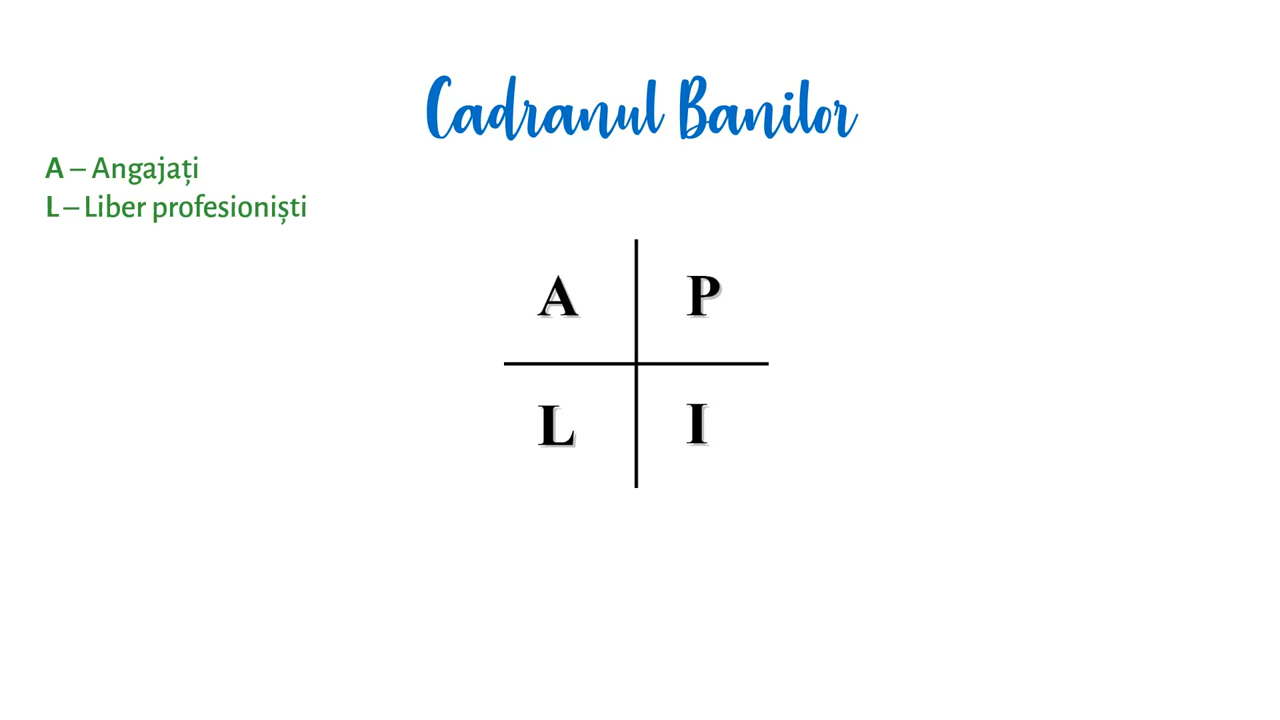 Cadranul Banilor
A – Angajați
L – Liber profesioniști
A P
L I